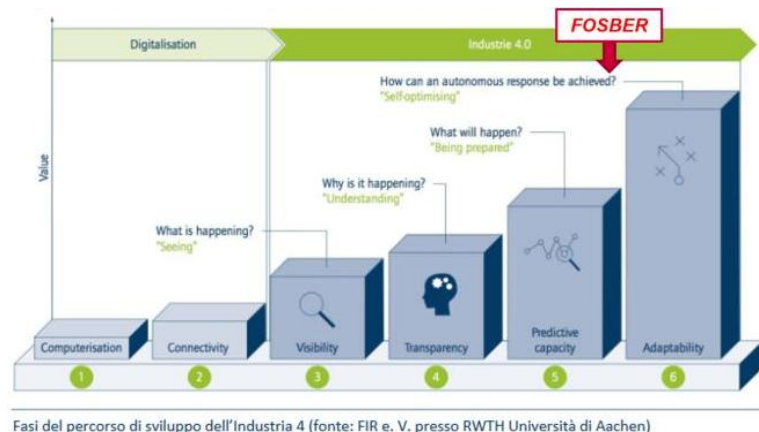 FOSBER
Digitalisation
Industrie 4.0
How can an autonomous response be achieved?
"Self-optimising"
What will happen?
"Being prepared"
Why is it happening?
"Understanding"
What is happening?
"Seeing"
Value
Computerisation
Connectivity
Visibility
Transparency
Predictive
capacity
Adaptability
1
2
3
4
5
6
Fasi del percorso di sviluppo dell'Industria 4 (fonte: FIR e. V. presso RWTH Università di Aachen)